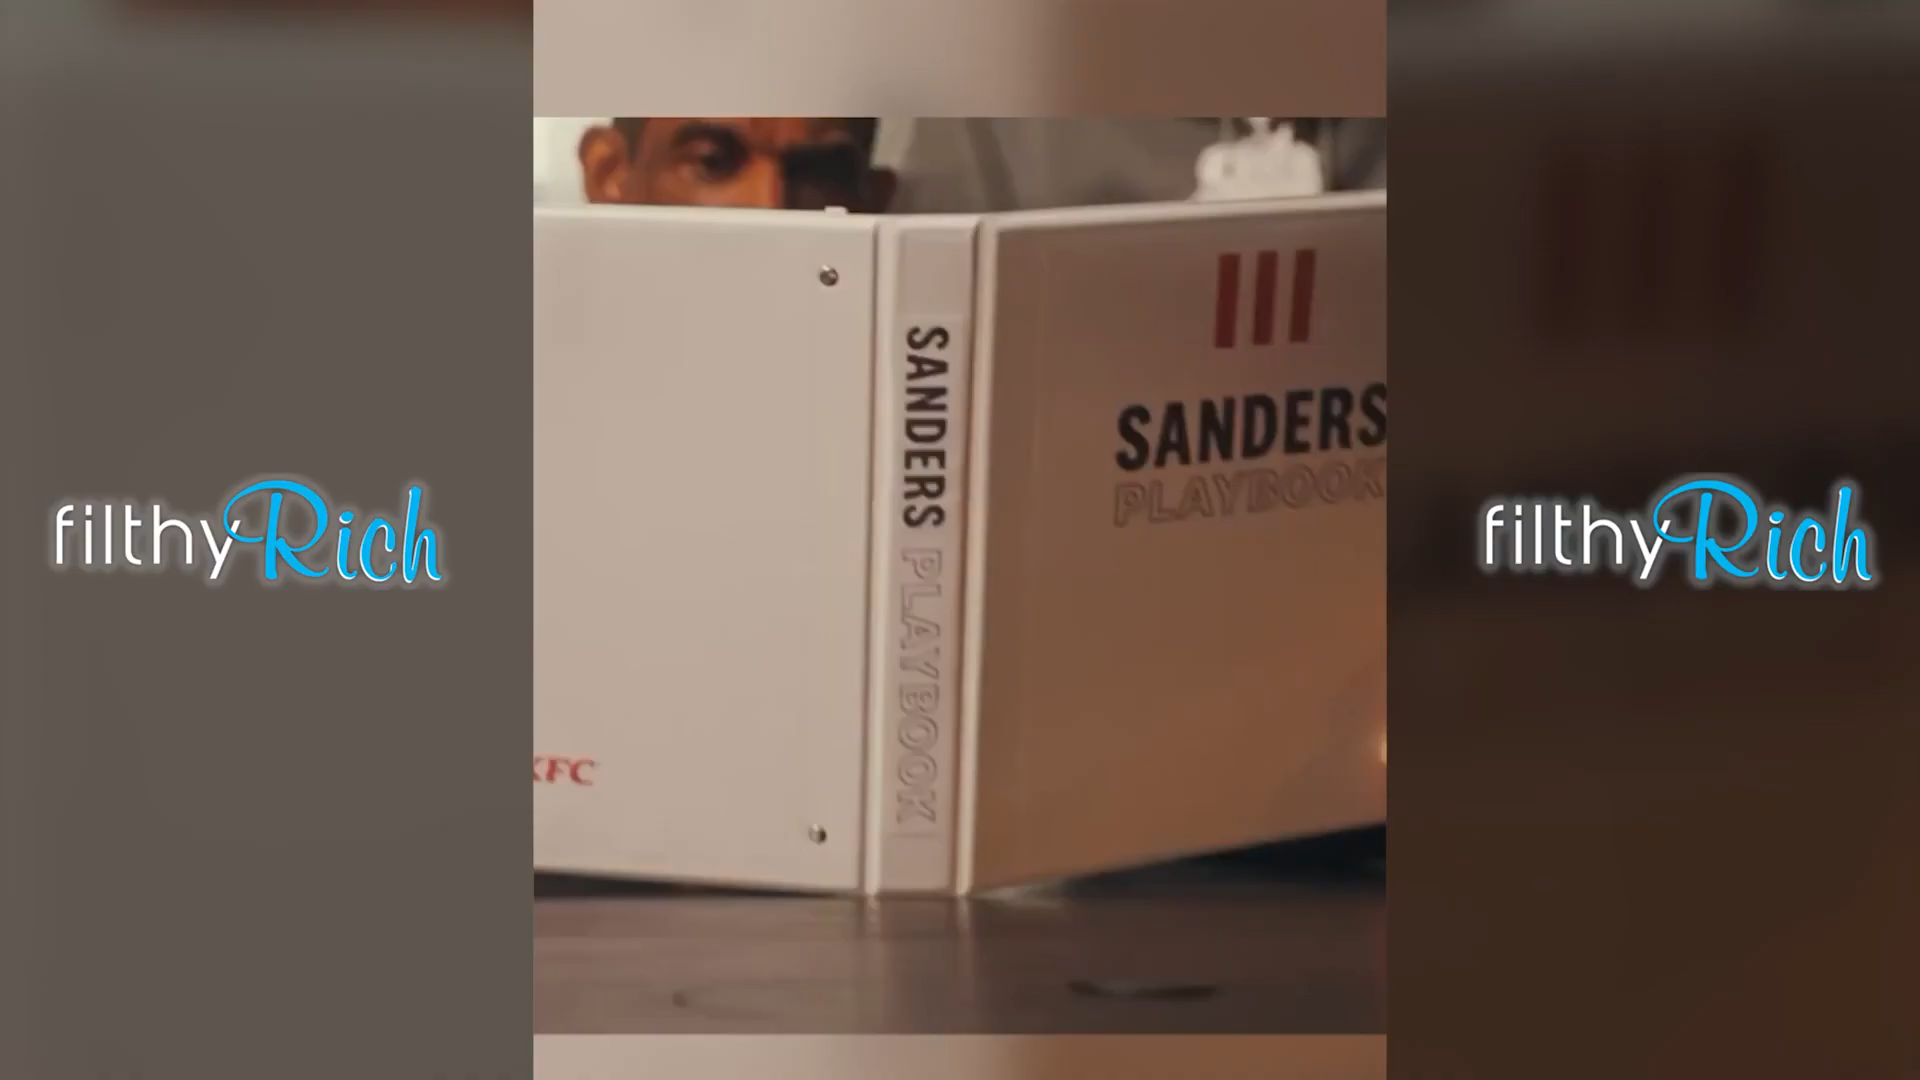 filthyRich
SANDERS PLAYBOOK
SANDERS
PLAYBOOK
KFC
filthyRich